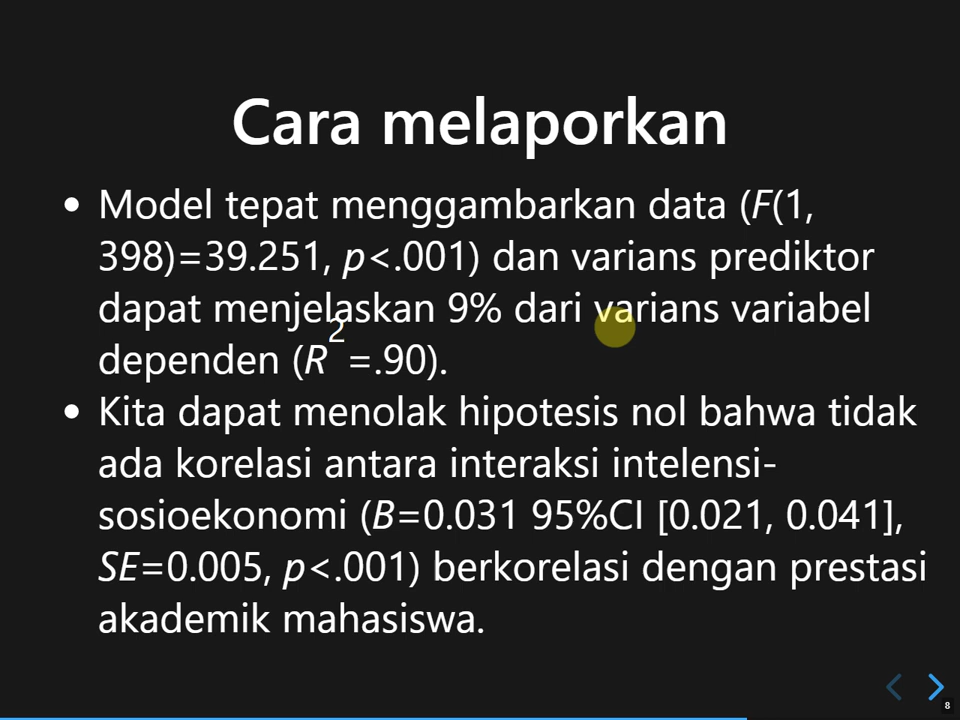 Cara melaporkan
• Model tepat menggambarkan data (F(1,
398)=39.251, p<.001) dan varians prediktor
dapat menjelaskan 9% dari varians variabel
dependen (R²=.90).
• Kita dapat menolak hipotesis nol bahwa tidak
ada korelasi antara interaksi intelensi-
sosioekonomi (B=0.031 95%CI [0.021, 0.041],
SE=0.005, p<.001) berkorelasi dengan prestasi
akademik mahasiswa.
8